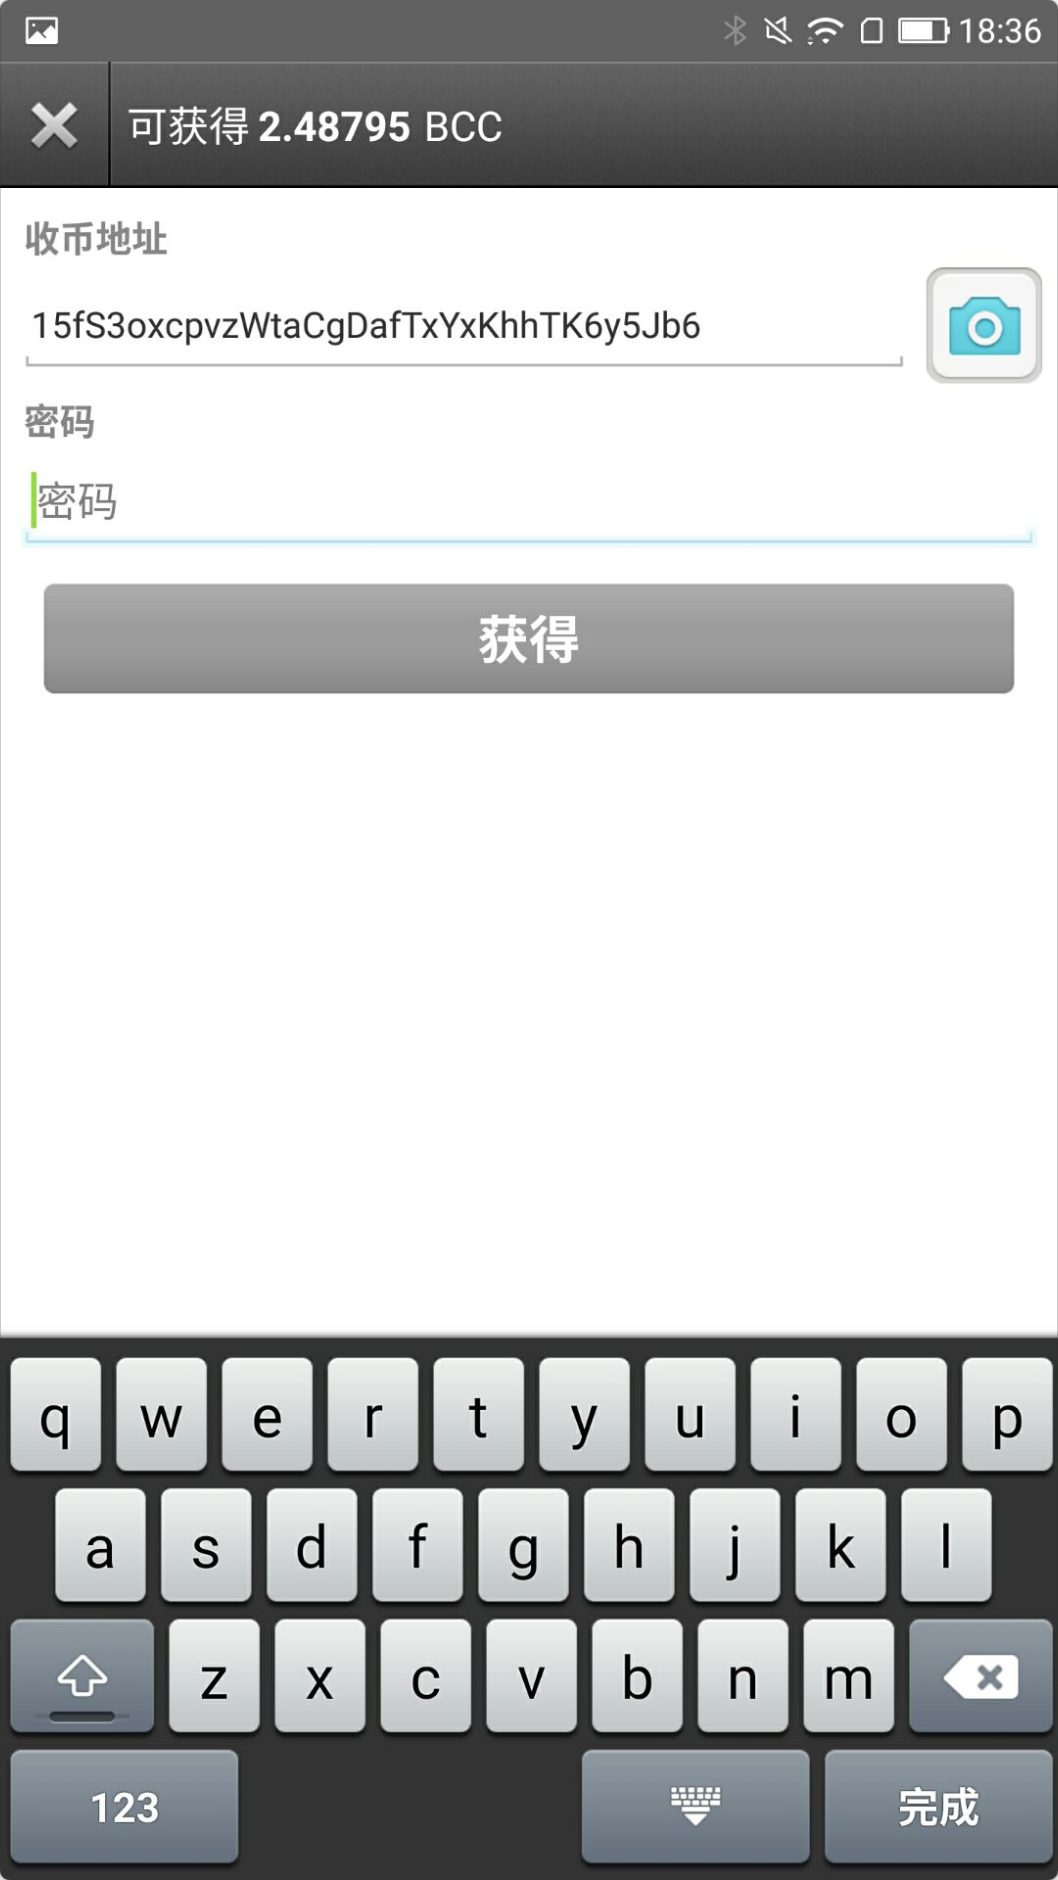 18:36
可获得 2.48795 BCC
收币地址
15fS3oxcpvzWtaCgDafTxYxKhhTK6y5Jb6
密码
密码
获得
q w e r t y u i o p
a s d f g h j k l
z x c v b n m
123 完成